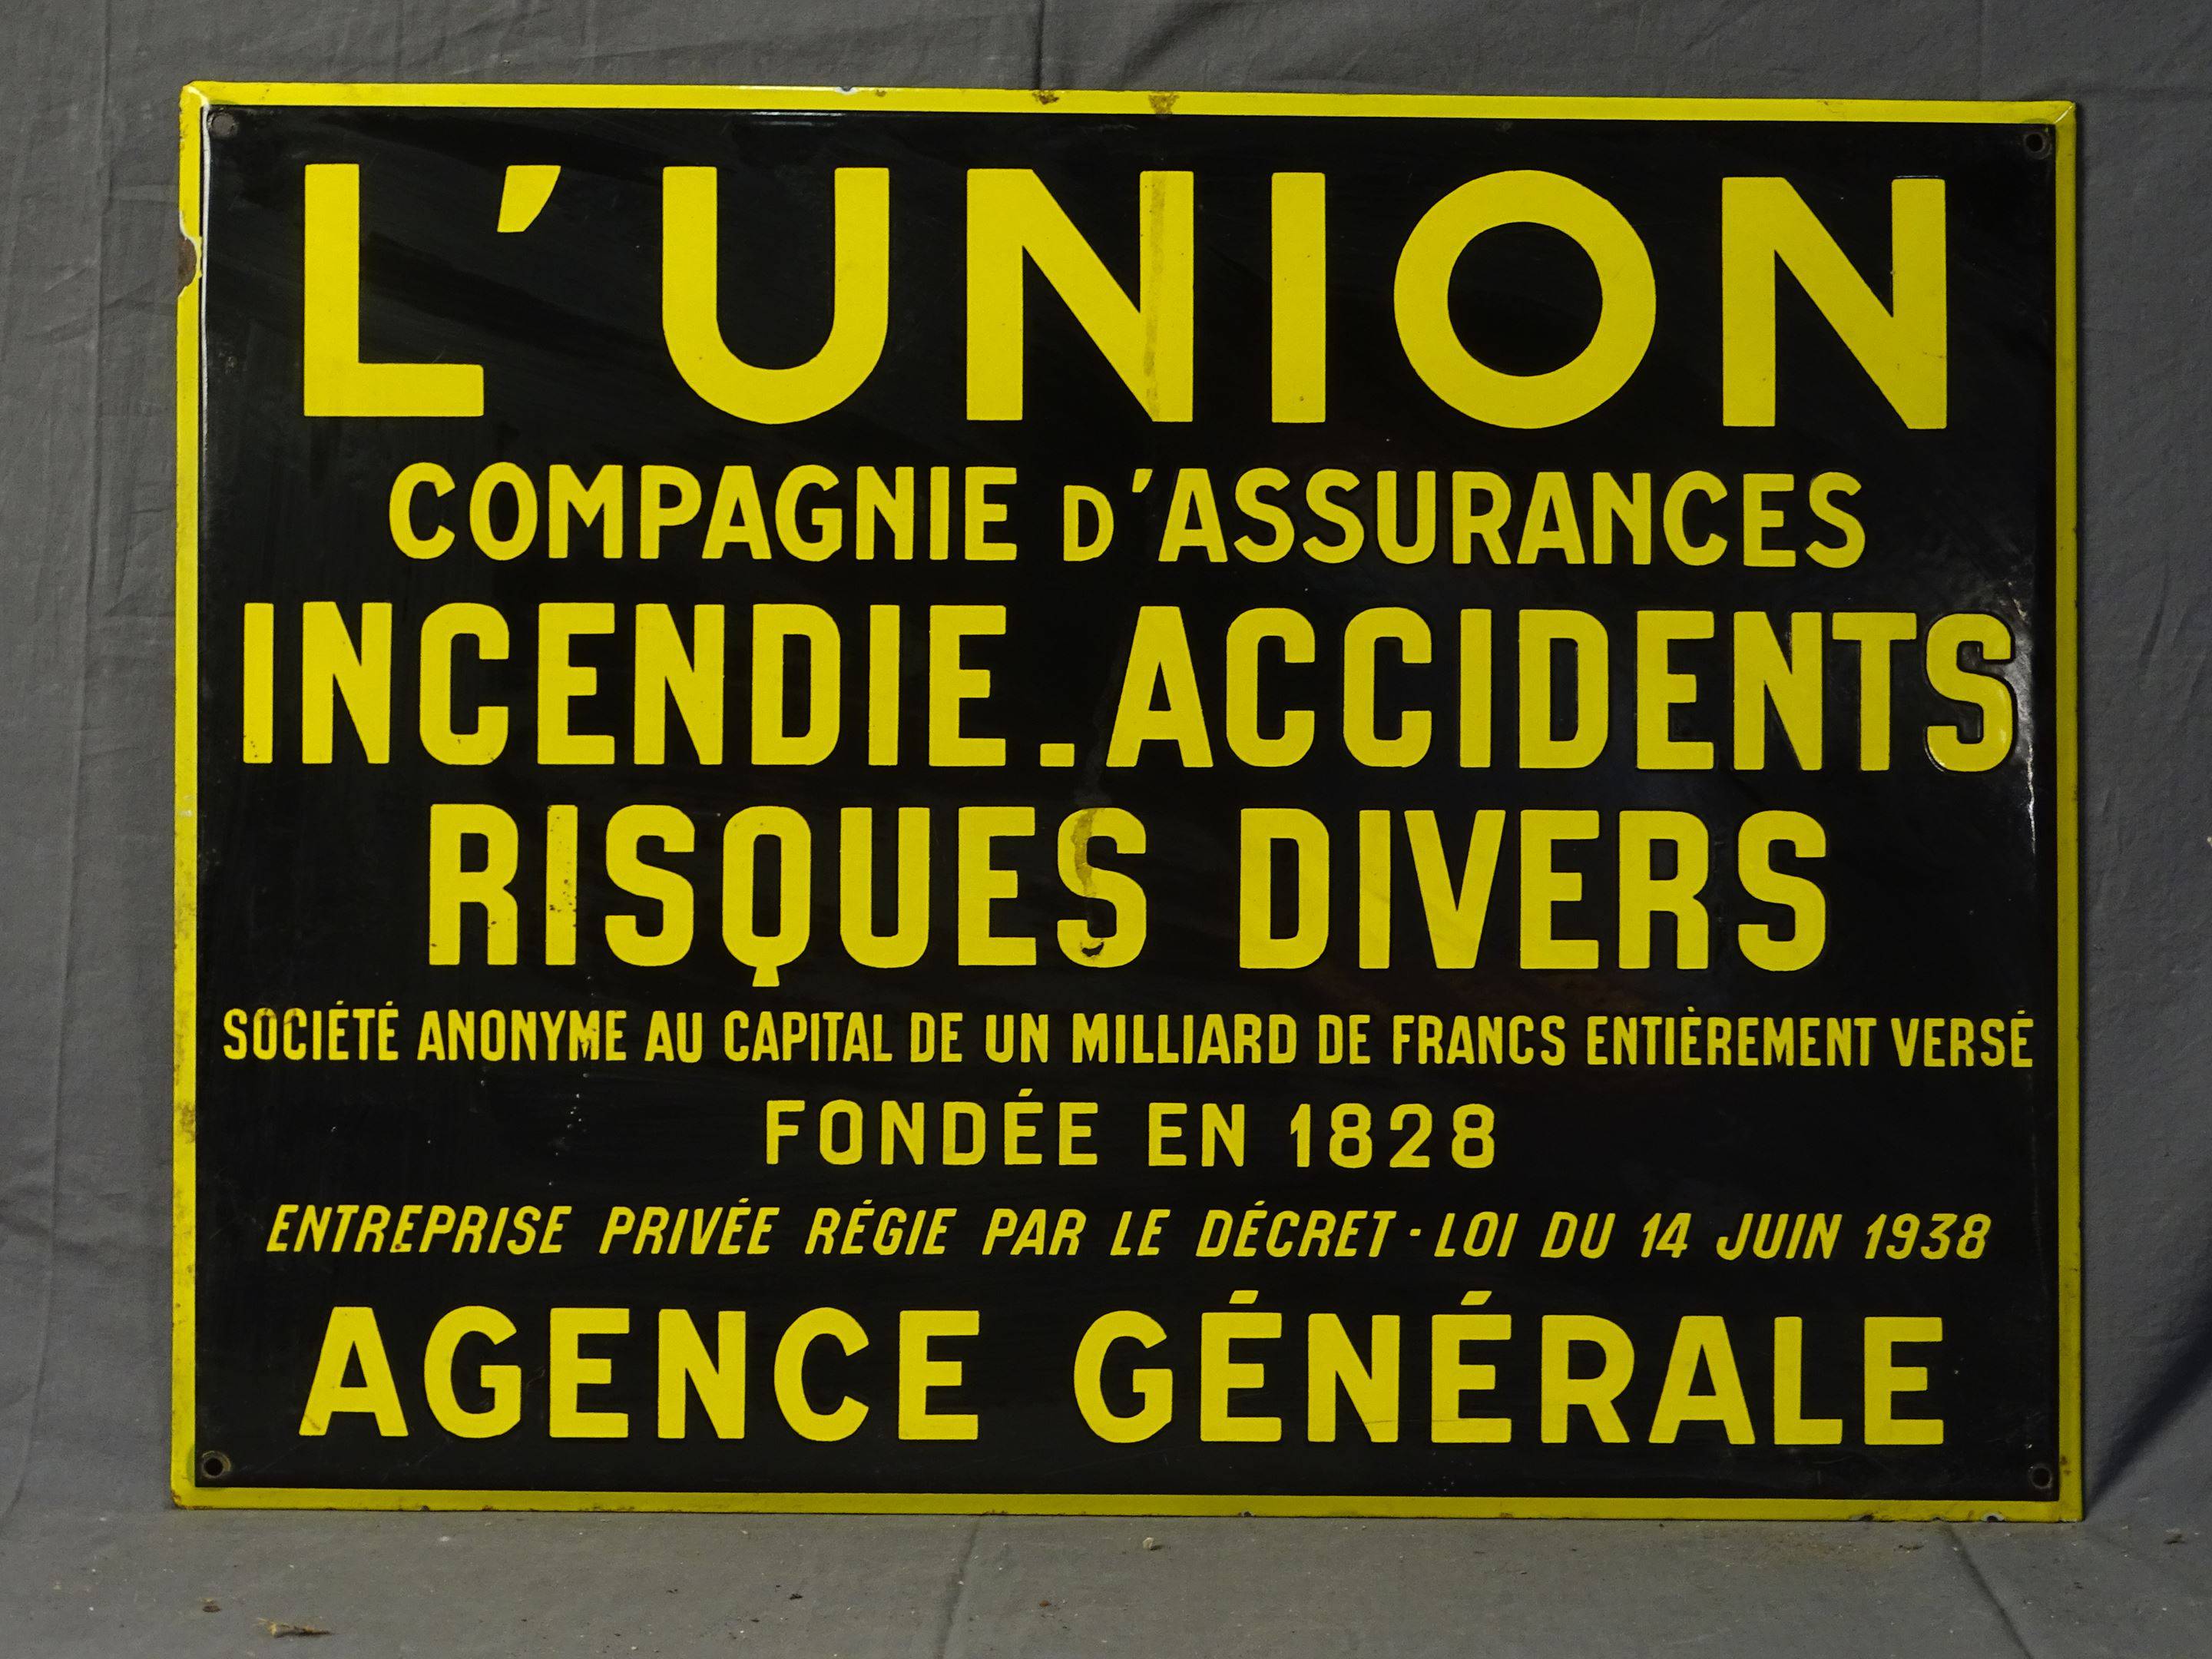 L'UNION
COMPAGNIE D'ASSURANCES
INCENDIE. ACCIDENTS
RISQUES DIVERS
SOCIÉTÉ ANONYME AU CAPITAL DE UN MILLIARD DE FRANCS ENTIÈREMENT VERSÉ
FONDÉE EN 1828
ENTREPRISE PRIVÉE RÉGIE PAR LE DÉCRET-LOI DU 14 JUIN 1938
AGENCE GÉNÉRALE